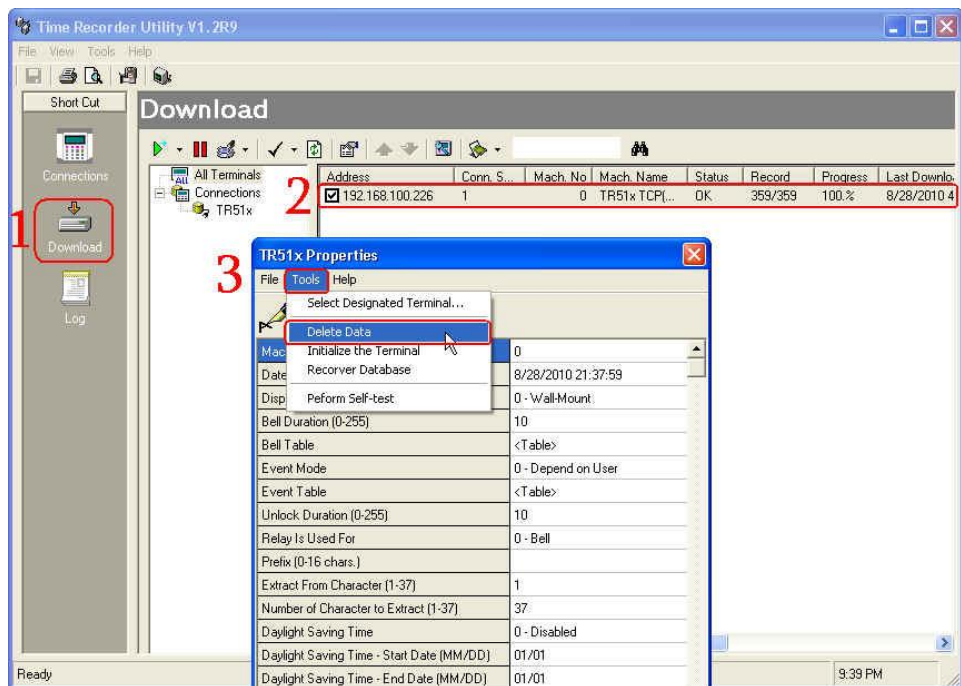 Time Recorder Utility V1.2R9
File View Tools Help
Short Cut
Download
Connections
Download
Log
1
2
3
All Terminals
ALL
Connections
TR51x
Address Conn. S... Mach. No Mach. Name Status Record Progress Last Downlo
192.168.100.226 1 0 TR51x TCP(... OK 359/359 100.% 8/28/2010 4
TR51x Properties
File Tools Help
Select Designated Terminal...
Delete Data
Initialize the Terminal
Recorver Database
Peform Self-test
Mac 0
Date 8/28/2010 21:37:59
Disp 0 - Wall-Mount
Bell Duration (0-255) 10
Bell Table <Table>
Event Mode 0 - Depend on User
Event Table <Table>
Unlock Duration (0-255) 10
Relay Is Used For 0 - Bell
Prefix (0-16 chars.)
Extract From Character (1-37) 1
Number of Character to Extract (1-37) 37
Daylight Saving Time 0 - Disabled
Daylight Saving Time - Start Date (MM/DD) 01/01
Daylight Saving Time - End Date (MM/DD) 01/01
Ready 9:39 PM